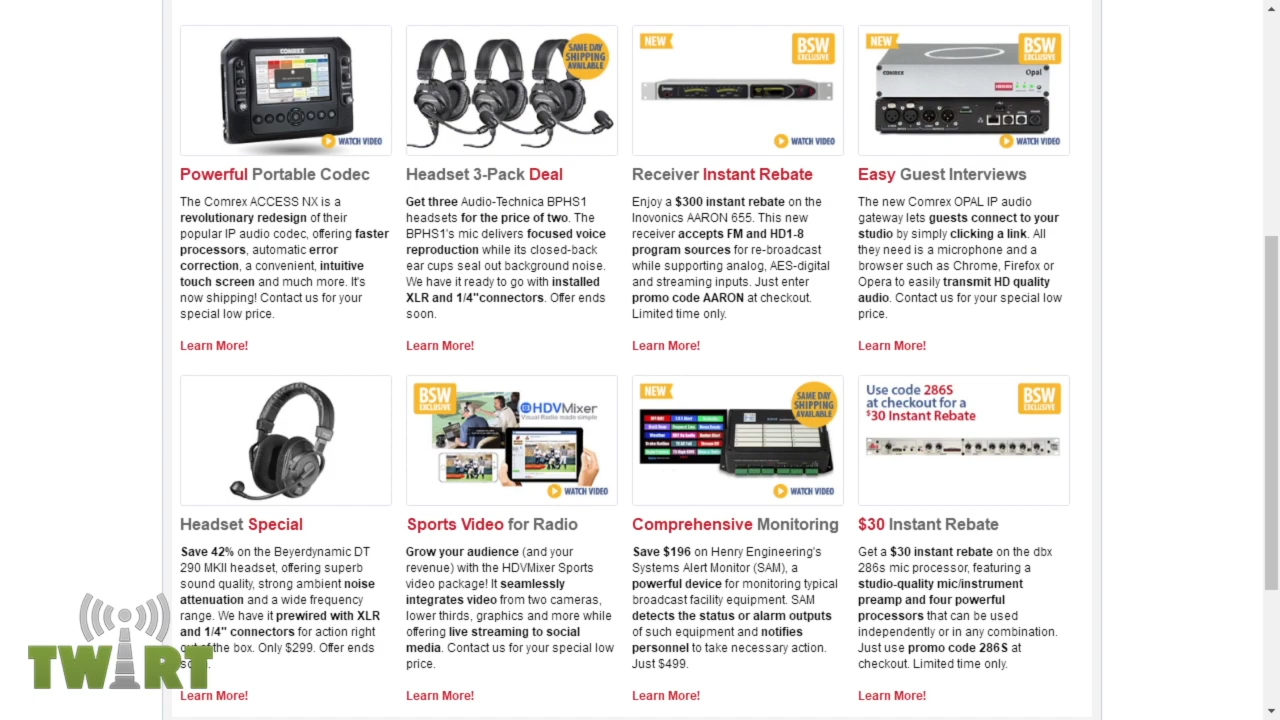 COMREX
WATCH VIDEO
SAME DAY
SHIPPING
AVAILABLE
NEW
BSW
EXCLUSIVE
WATCH VIDEO
NEW
BSW
EXCLUSIVE
COMREX
Opal
WATCH VIDEO
Powerful Portable Codec
The Comrex ACCESS NX is a
revolutionary redesign of their
popular IP audio codec, offering faster
processors, automatic error
correction, a convenient, intuitive
touch screen and much more. It's
now shipping! Contact us for your
special low price.
Learn More!
Headset 3-Pack Deal
Get three Audio-Technica BPHS1
headsets for the price of two. The
BPHS1's mic delivers focused voice
reproduction while its closed-back
ear cups seal out background noise.
We have it ready to go with installed
XLR and 1/4"connectors. Offer ends
soon.
Learn More!
Receiver Instant Rebate
Enjoy a $300 instant rebate on the
Inovonics AARON 655. This new
receiver accepts FM and HD1-8
program sources for re-broadcast
while supporting analog, AES-digital
and streaming inputs. Just enter
promo code AARON at checkout.
Limited time only.
Learn More!
Easy Guest Interviews
The new Comrex OPAL IP audio
gateway lets guests connect to your
studio by simply clicking a link. All
they need is a microphone and a
browser such as Chrome, Firefox or
Opera to easily transmit HD quality
audio. Contact us for your special low
price.
Learn More!
BSW
EXCLUSIVE
HDVMixer
Visual Radio made simple
WATCH VIDEO
NEW
SAME DAY
SHIPPING
AVAILABLE
WATCH VIDEO
Use code 286S
at checkout for a
$30 Instant Rebate
BSW
EXCLUSIVE
Headset Special
Save 42% on the Beyerdynamic DT
290 MKII headset, offering superb
sound quality, strong ambient noise
attenuation and a wide frequency
range. We have it prewired with XLR
and 1/4" connectors for action right
out of the box. Only $299. Offer ends
soon.
Learn More!
Sports Video for Radio
Grow your audience (and your
revenue) with the HDVMixer Sports
video package! It seamlessly
integrates video from two cameras,
lower thirds, graphics and more while
offering live streaming to social
media. Contact us for your special low
price.
Learn More!
Comprehensive Monitoring
Save $196 on Henry Engineering's
Systems Alert Monitor (SAM), a
powerful device for monitoring typical
broadcast facility equipment. SAM
detects the status or alarm outputs
of such equipment and notifies
personnel to take necessary action.
Just $499.
Learn More!
$30 Instant Rebate
Get a $30 instant rebate on the dbx
286s mic processor, featuring a
studio-quality mic/instrument
preamp and four powerful
processors that can be used
independently or in any combination.
Just use promo code 286S at
checkout. Limited time only.
Learn More!
TWIRT